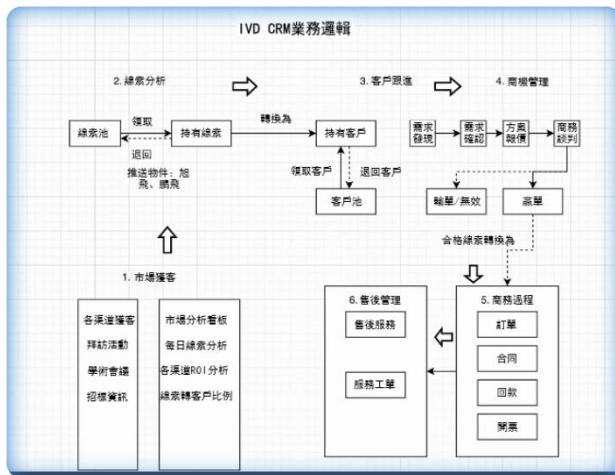 IVD CRM業務邏輯
2. 線索分析
3. 客戶跟進
4. 商機管理
線索池
領取
退回
持有線索
轉換為
持有客戶
推送物件：旭
飛、鵬飛
領取客戶
退回客戶
客戶池
需求
發現
需求
確認
方案
報價
商務
談判
輸單/無效
贏單
合格線索轉換為
1. 市場獲客
各渠道獲客
拜訪活動
學術會議
招標資訊
市場分析看板
每日線索分析
各渠道ROI分析
線索轉客戶比例
6. 售後管理
售後服務
服務工單
5. 商務過程
訂單
合同
回款
開票